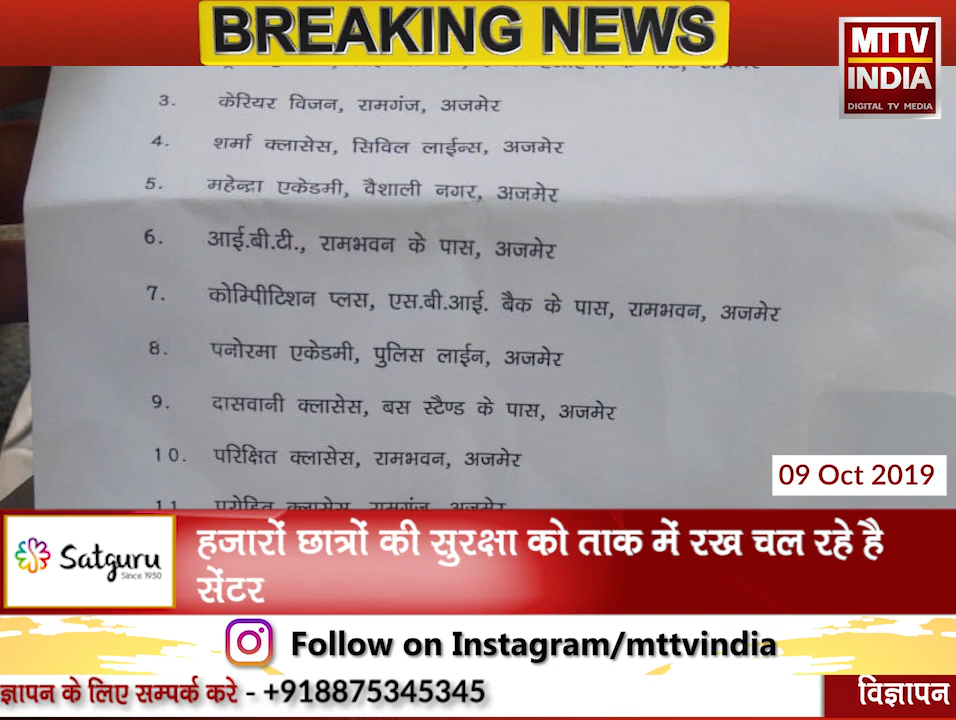 BREAKING NEWS
MTTV
INDIA
DIGITAL TV MEDIA
3. केरियर विजन, रामगंज, अजमेर
4. शर्मा क्लासेस, सिविल लाईन्स, अजमेर
5. महेन्द्रा एकेडमी, वैशाली नगर, अजमेर
6. आई.बी.टी., रामभवन के पास, अजमेर
7. कोम्पिीटिशन प्लस, एस.बी.आई. बैक के पास, रामभवन, अजमेर
8. पनोरमा एकेडमी, पुलिस लाईन, अजमेर
9. दासवानी क्लासेस, बस स्टैण्ड के पास, अजमेर
10. परिक्षित क्लासेस, रामभवन, अजमेर
11. क्लासेस, रामगंज, अजमेर
09 Oct 2019
Satguru
Since 1950
हजारों छात्रों की सुरक्षा को ताक में रख चल रहे है
सेंटर
Follow on Instagram/mttvindia
ज्ञापन के लिए सम्पर्क करे - +918875345345
विज्ञापन